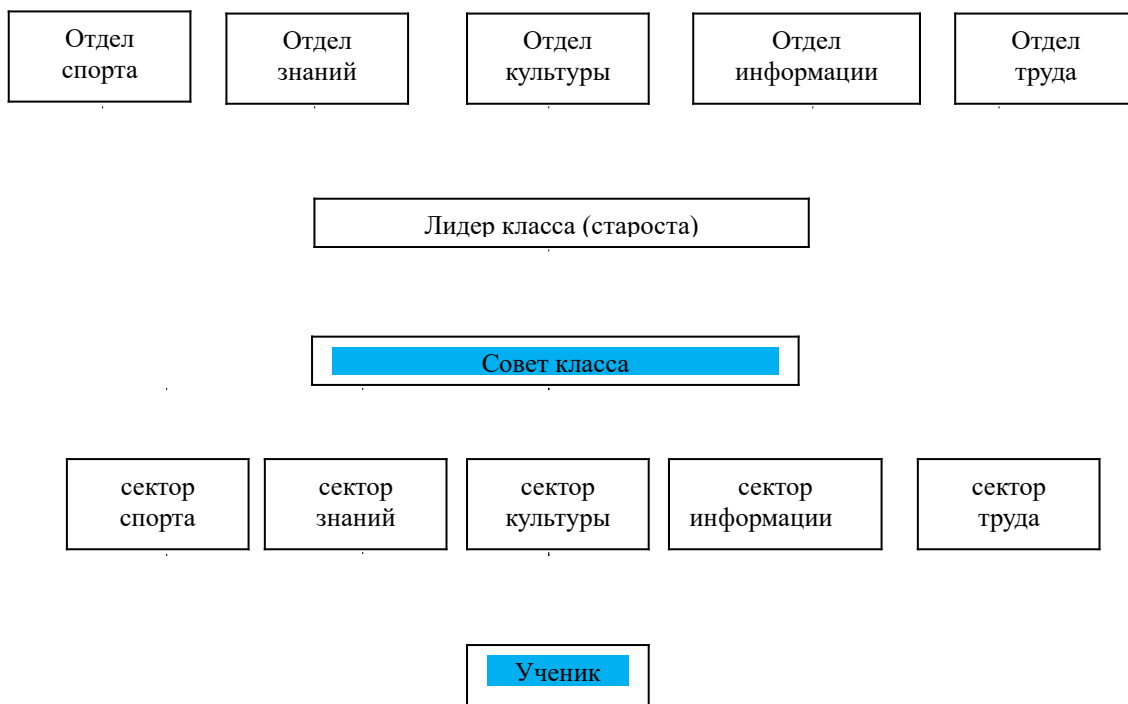 Отдел
спорта
Отдел
знаний
Отдел
культуры
Отдел
информации
Отдел
труда
Лидер класса (староста)
Совет класса
сектор
спорта
сектор
знаний
сектор
культуры
сектор
информации
сектор
труда
Ученик